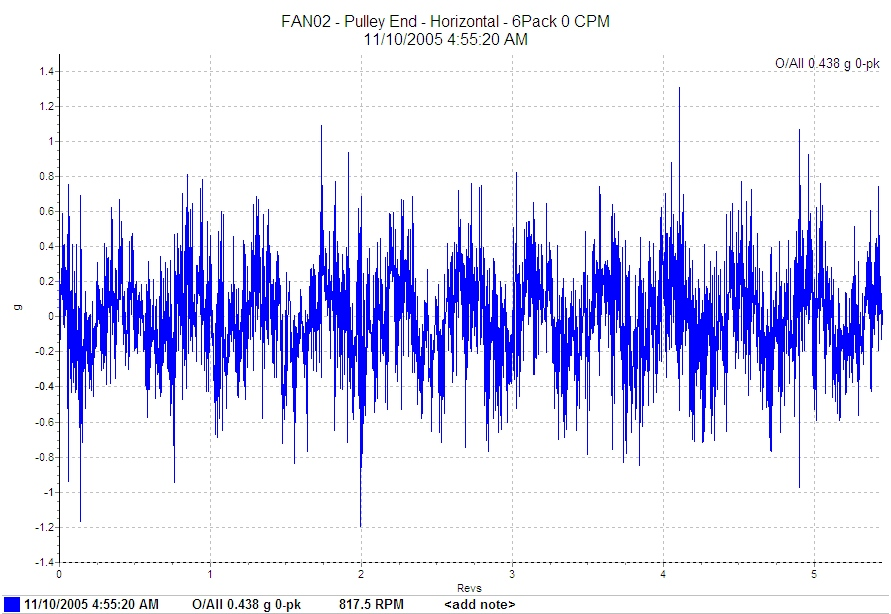 FAN02 - Pulley End - Horizontal - 6Pack 0 CPM
11/10/2005 4:55:20 AM
O/All 0.438 g 0-pk
1.4
1.2
1
0.8
0.6
0.4
0.2
0
-0.2
-0.4
-0.6
-0.8
-1
-1.2
-1.4
g
0 1 2 3 4 5
Revs
11/10/2005 4:55:20 AM O/All 0.438 g 0-pk 817.5 RPM <add note>